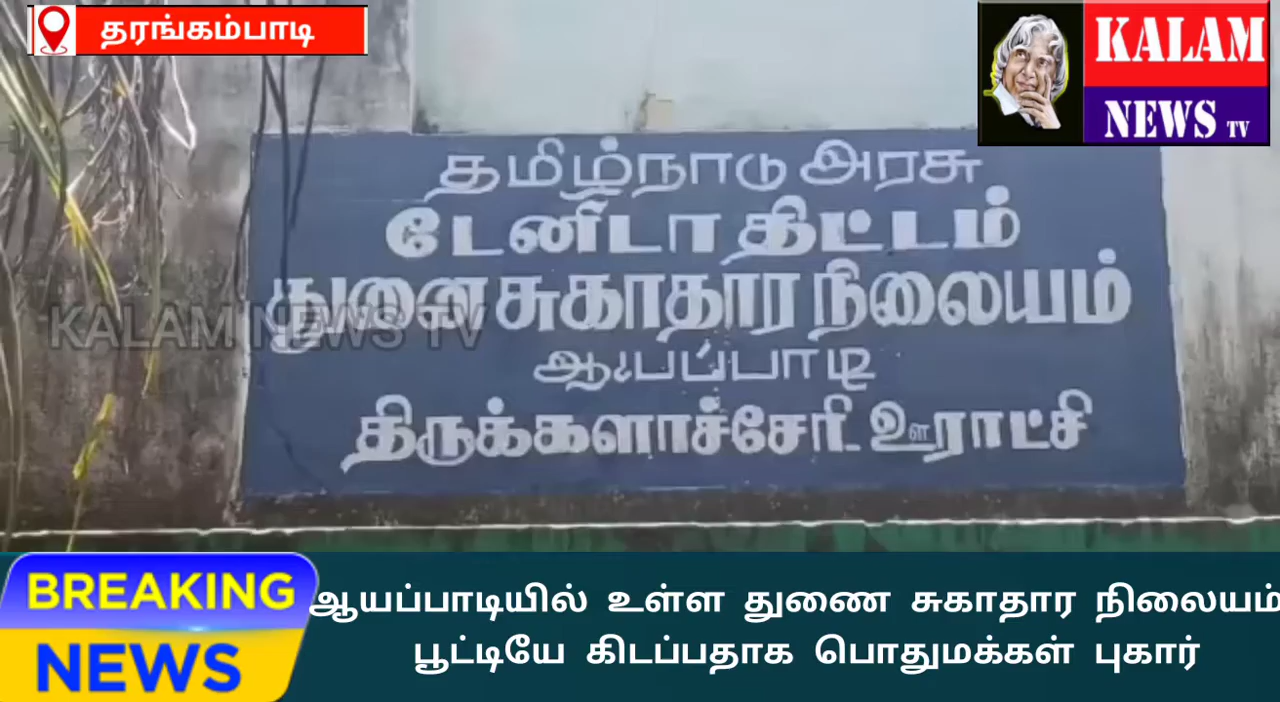 தரங்கம்பாடி
KALAM
NEWS TV
தமிழ்நாடு அரசு
டேனிடா திட்டம்
துணை சுகாதார நிலையம்
KALAM NEWS TV
ஆயப்பாடி
திருக்களாச்சேரி ஊராட்சி
BREAKING
NEWS
ஆயப்பாடியில் உள்ள துணை சுகாதார நிலையம்
பூட்டியே கிடப்பதாக பொதுமக்கள் புகார்